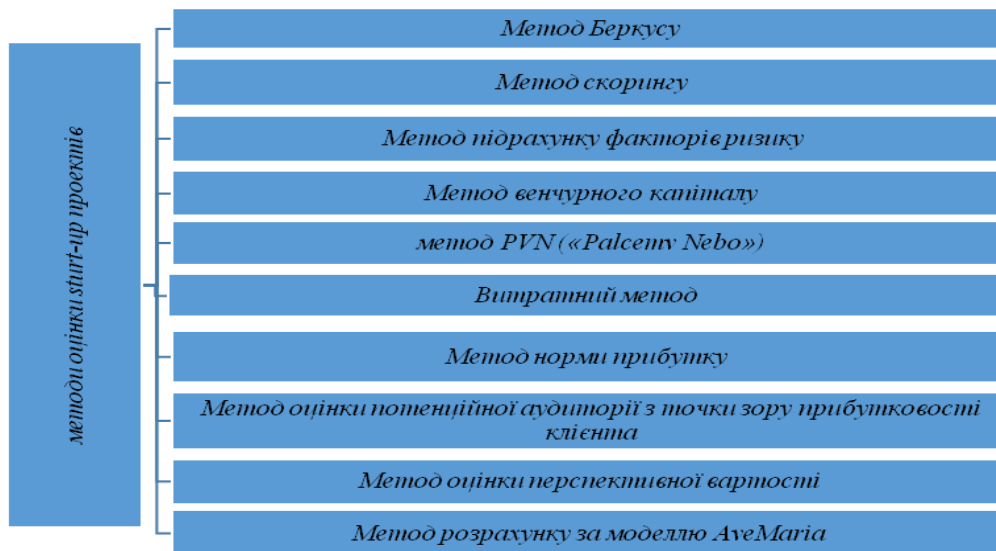 методи оцінки sturt-up проектів
Метод Беркусу
Метод скорингу
Метод підрахунку факторів ризику
Метод венчурного капіталу
метод PVN («Palcemv Nebo»)
Витратний метод
Метод норми прибутку
Метод оцінки потенційної аудиторії з точки зору прибутковості
клієнта
Метод оцінки перспективної вартості
Метод розрахунку за моделлю AveMaria